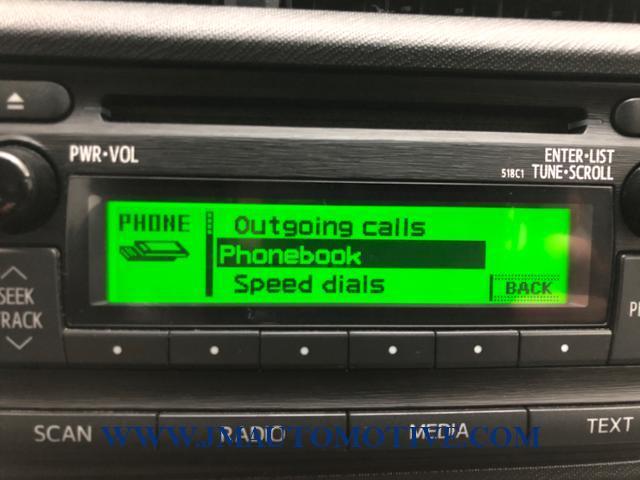 PWR•VOL
ENTER•LIST
518C1 TUNE•SCROLL
PHONE
Outgoing calls
Phonebook
Speed dials
BACK
SEEK
TRACK
SCAN
RADIO
MEDIA
TEXT
WWW.JMAUTOMOTIVE.COM